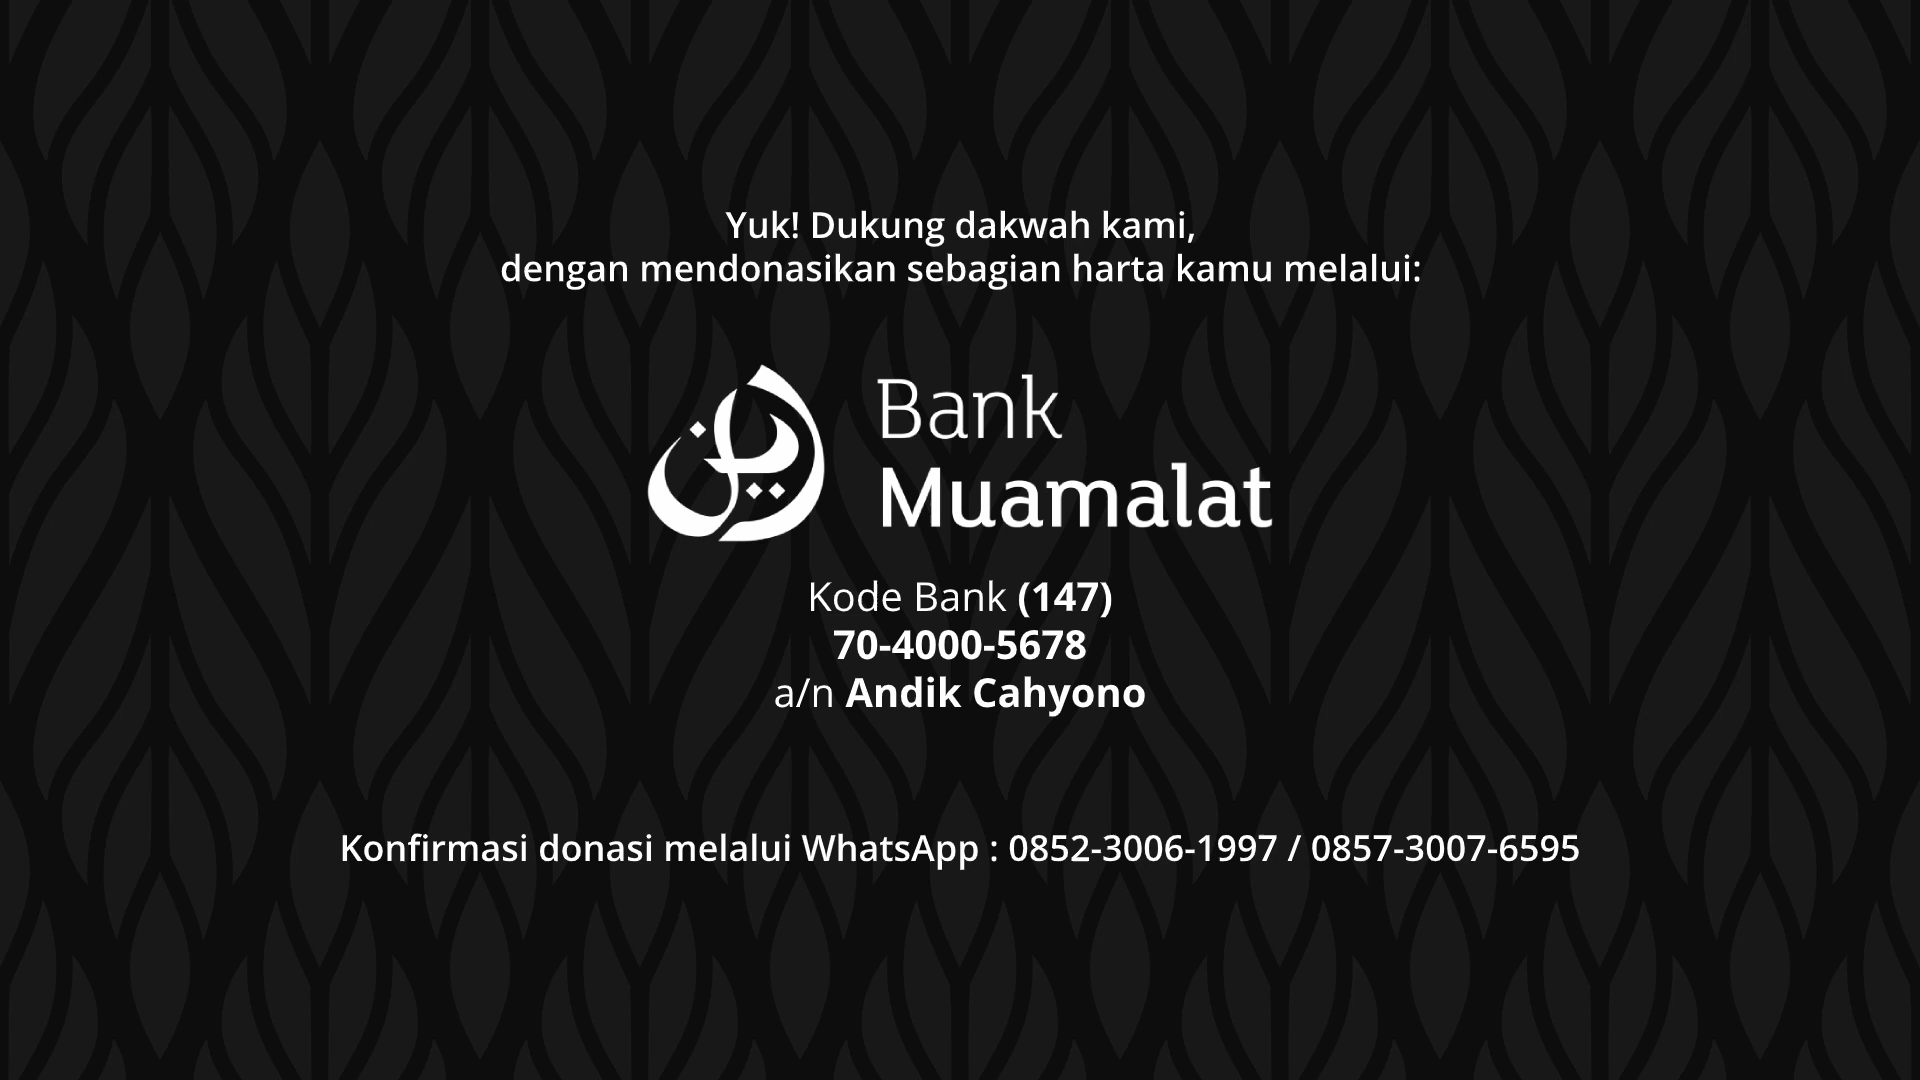 Yuk! Dukung dakwah kami,
dengan mendonasikan sebagian harta kamu melalui:
Bank
Muamalat
Kode Bank (147)
70-4000-5678
a/n Andik Cahyono
Konfirmasi donasi melalui WhatsApp : 0852-3006-1997 / 0857-3007-6595